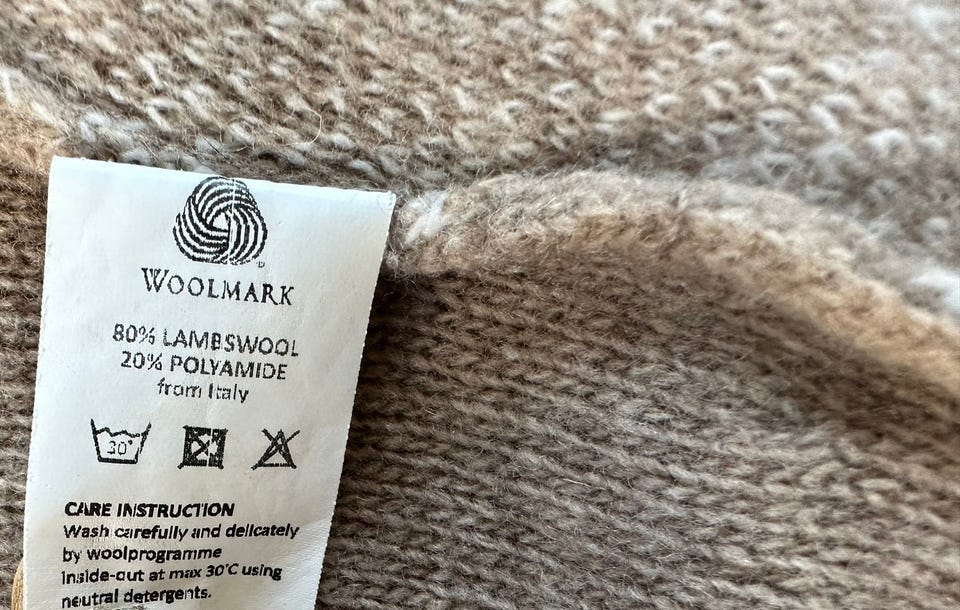 WOOLMARK
80% LAMBSWOOL
20% POLYAMIDE
from Italy
30°
CARE INSTRUCTION
Wash carefully and delicately
by woolprogramme
inside-out at max 30°C using
neutral detergents.